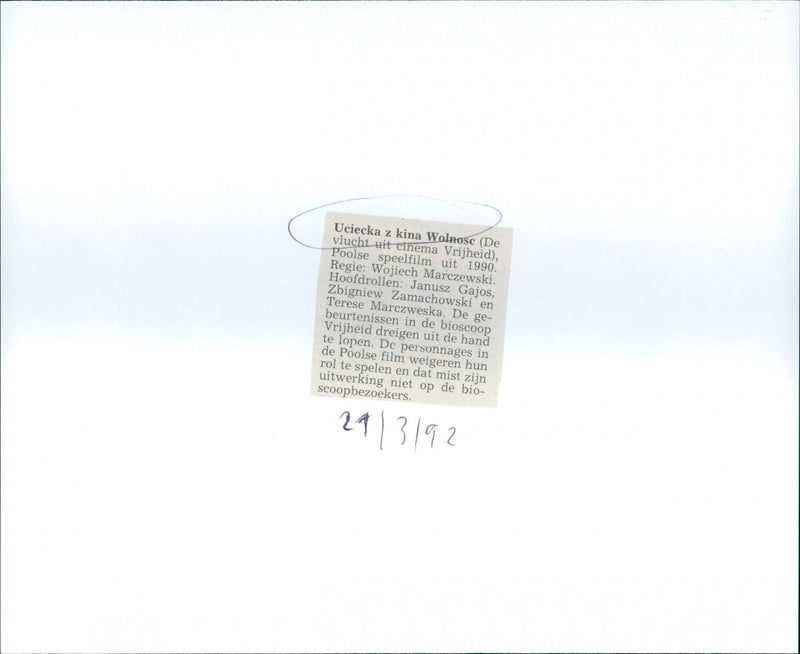 Uciecka z kina Wolnosc (De
vlucht uit cinema Vrijheid),
Poolse speelfilm uit 1990.
Regie: Wojiech Marczewski.
Hoofdrollen: Janusz Gajos,
Zbigniew Zamachowski en
Terese Marczweska. De ge-
beurtenissen in de bioscoop
Vrijheid dreigen uit de hand
te lopen. De personnages in
de Poolse film weigeren hun
rol te spelen en dat mist zijn
uitwerking niet op de bio-
scoopbezoekers.
21/3/92